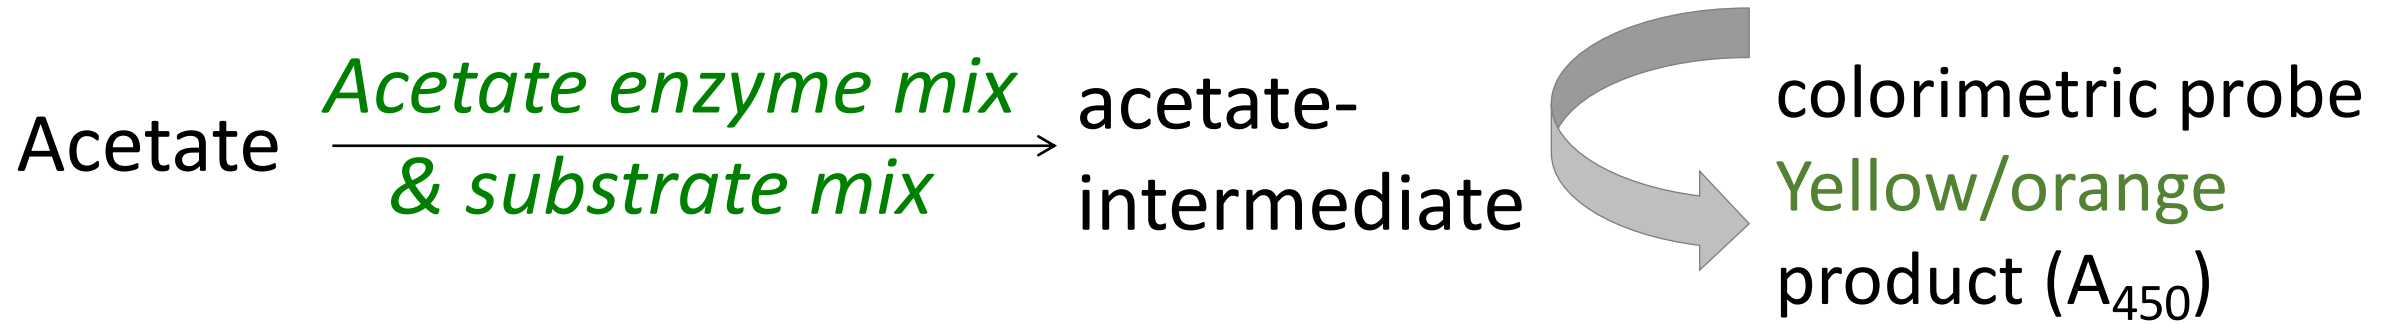 Acetate
Acetate enzyme mix
& substrate mix
acetate-
intermediate
colorimetric probe
Yellow/orange
product (A450)